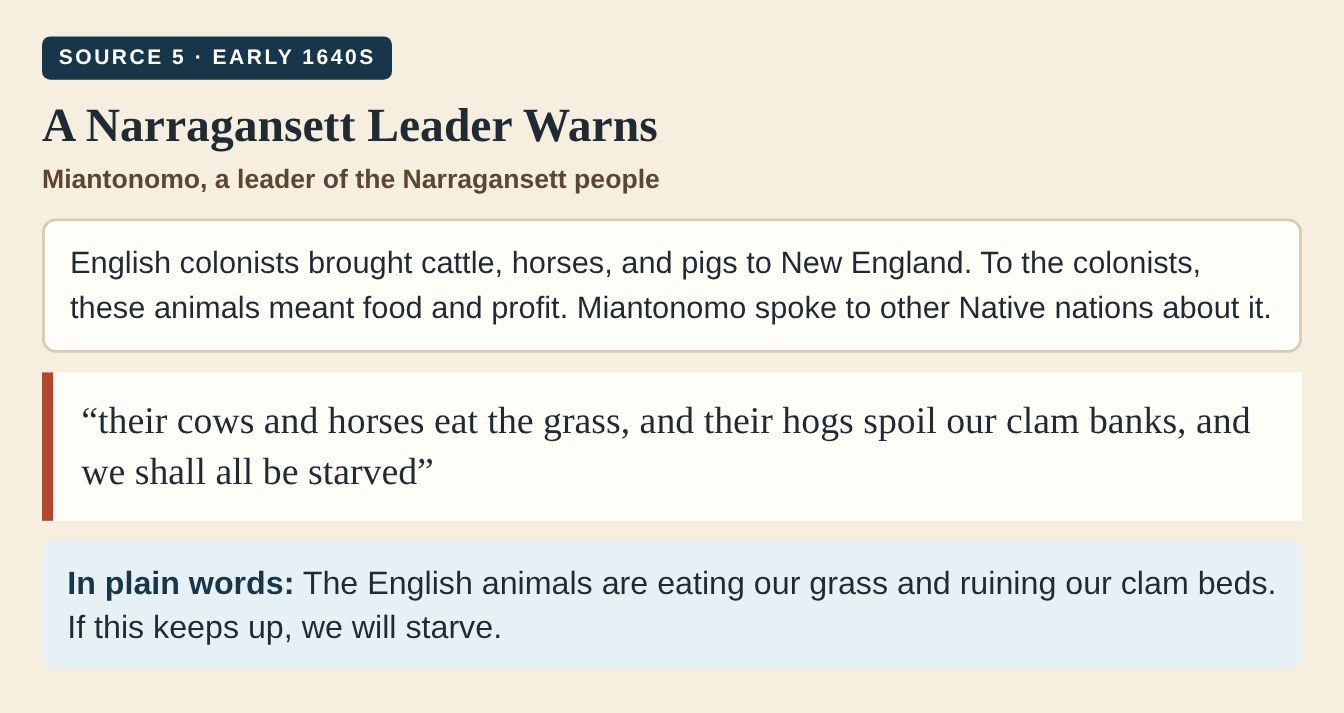 SOURCE 5 · EARLY 1640S
A Narragansett Leader Warns
Miantonomo, a leader of the Narragansett people
English colonists brought cattle, horses, and pigs to New England. To the colonists,
these animals meant food and profit. Miantonomo spoke to other Native nations about it.
“their cows and horses eat the grass, and their hogs spoil our clam banks, and
we shall all be starved”
In plain words: The English animals are eating our grass and ruining our clam beds.
If this keeps up, we will starve.